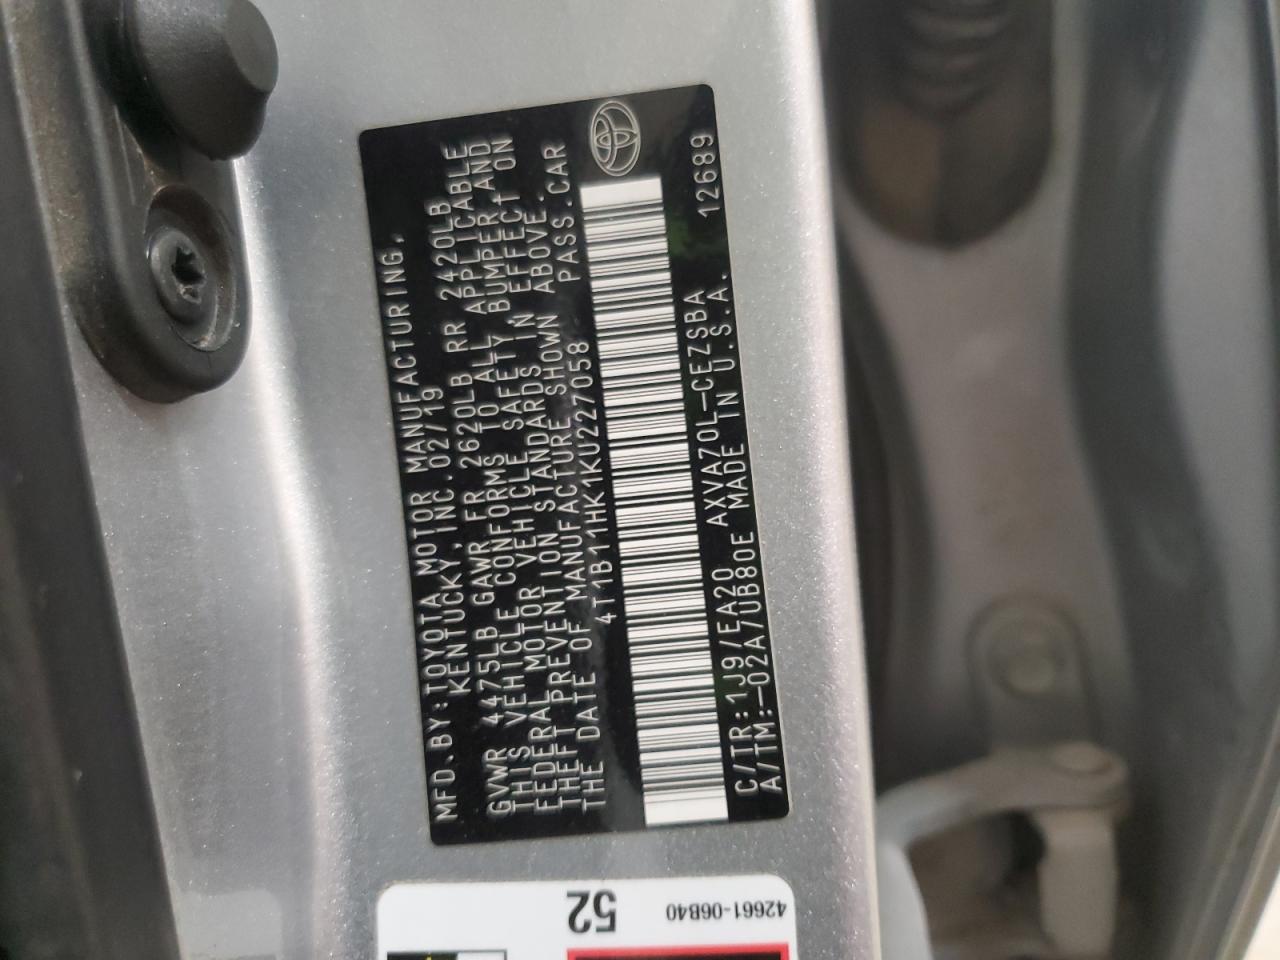 MFD.BY:TOYOTA MOTOR MANUFACTURING,
KENTUCKY,INC.02/19
GVWR 4475LB GAWR FR 2620LB RR 2420LB
THIS VEHICLE CONFORMS TO ALL APPLICABLE
FEDERAL MOTOR VEHICLE SAFETY,BUMPER,AND
THEFT PREVENTION STANDARDS IN EFFECT ON
THE DATE OF MANUFACTURE SHOWN ABOVE.
4T1B11HK1KU227058 PASS.CAR
C/TR:1J9/EA20 AXVA70L-CEZSBA 12689
A/TM:-02A/UB80E MADE IN U.S.A.
52
42661-06B40